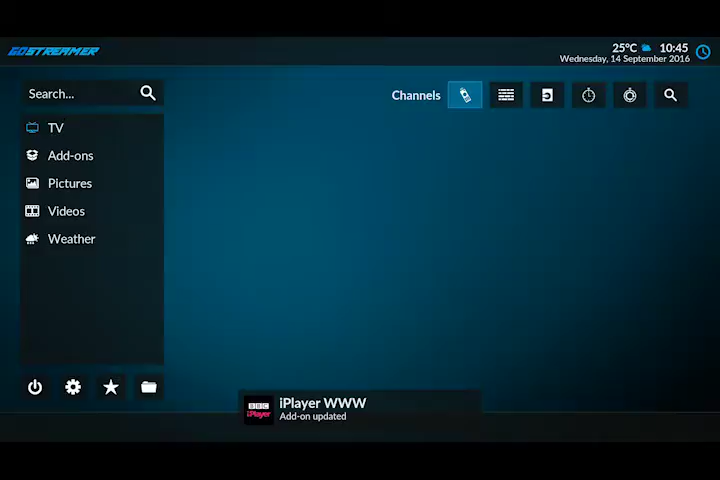 GOSTREAMER
25°C 10:45
Wednesday, 14 September 2016
Search...
Channels
TV
Add-ons
Pictures
Videos
Weather
BBC
iPlayer
iPlayer WWW
Add-on updated